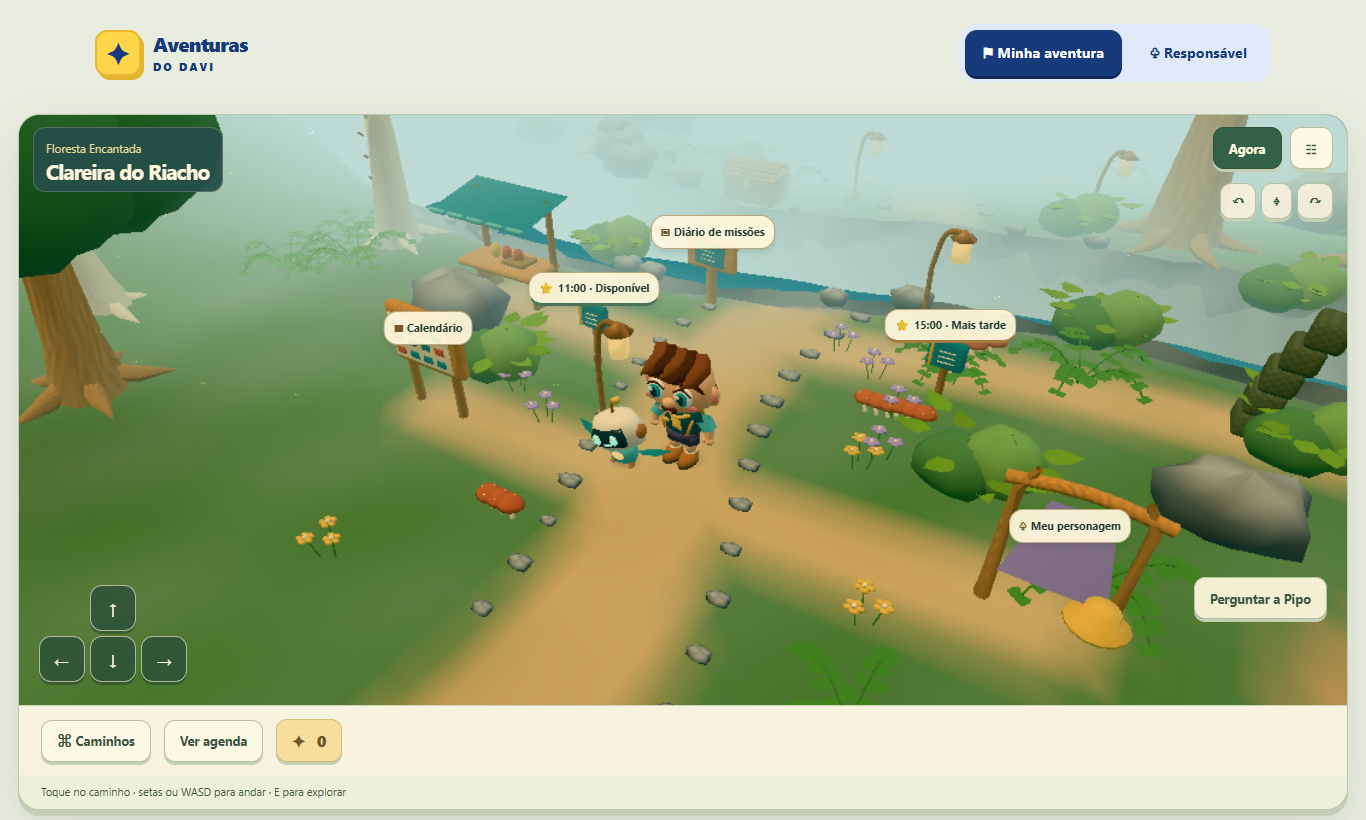 Aventuras
DO DAVI
Minha aventura
Responsável
Floresta Encantada
Clareira do Riacho
Agora
Diário de missões
11:00 · Disponível
Calendário
15:00 · Mais tarde
Meu personagem
Perguntar a Pipo
↑
← ↓ →
⌘ Caminhos
Ver agenda
✦ 0
Toque no caminho · setas ou WASD para andar · E para explorar